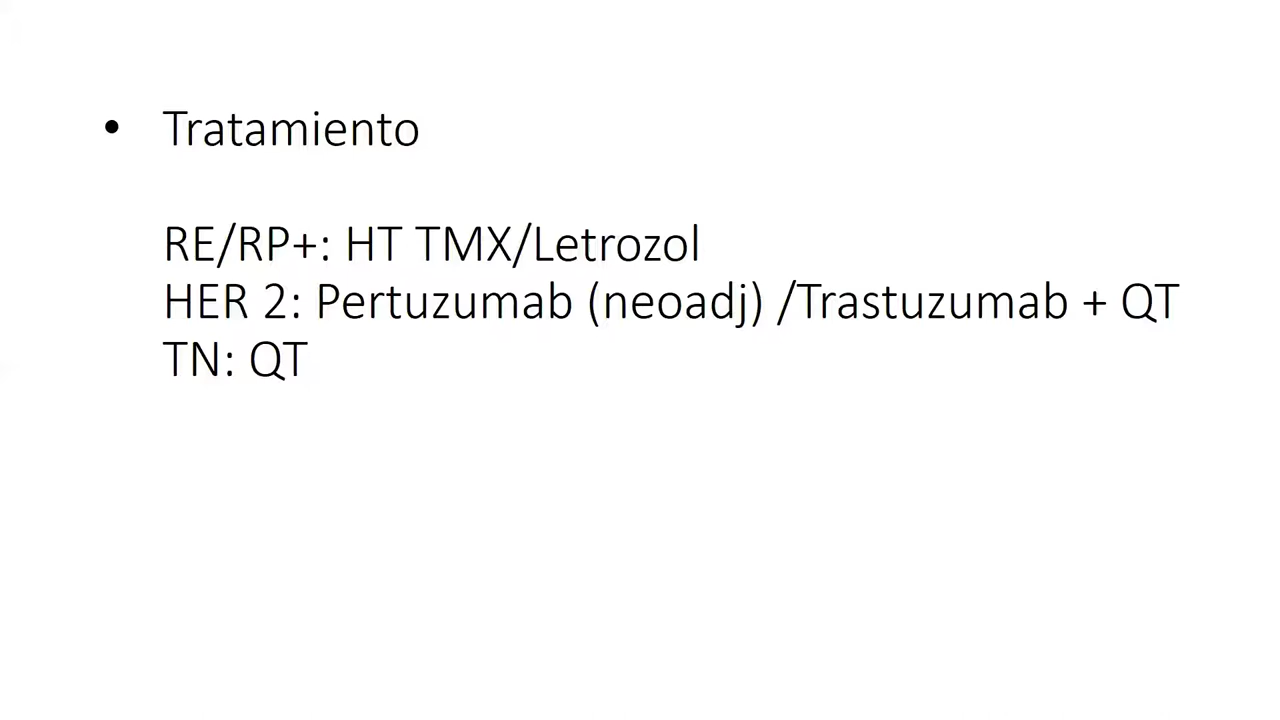 • Tratamiento
RE/RP+: HT TMX/Letrozol
HER 2: Pertuzumab (neoadj) /Trastuzumab + QT
TN: QT